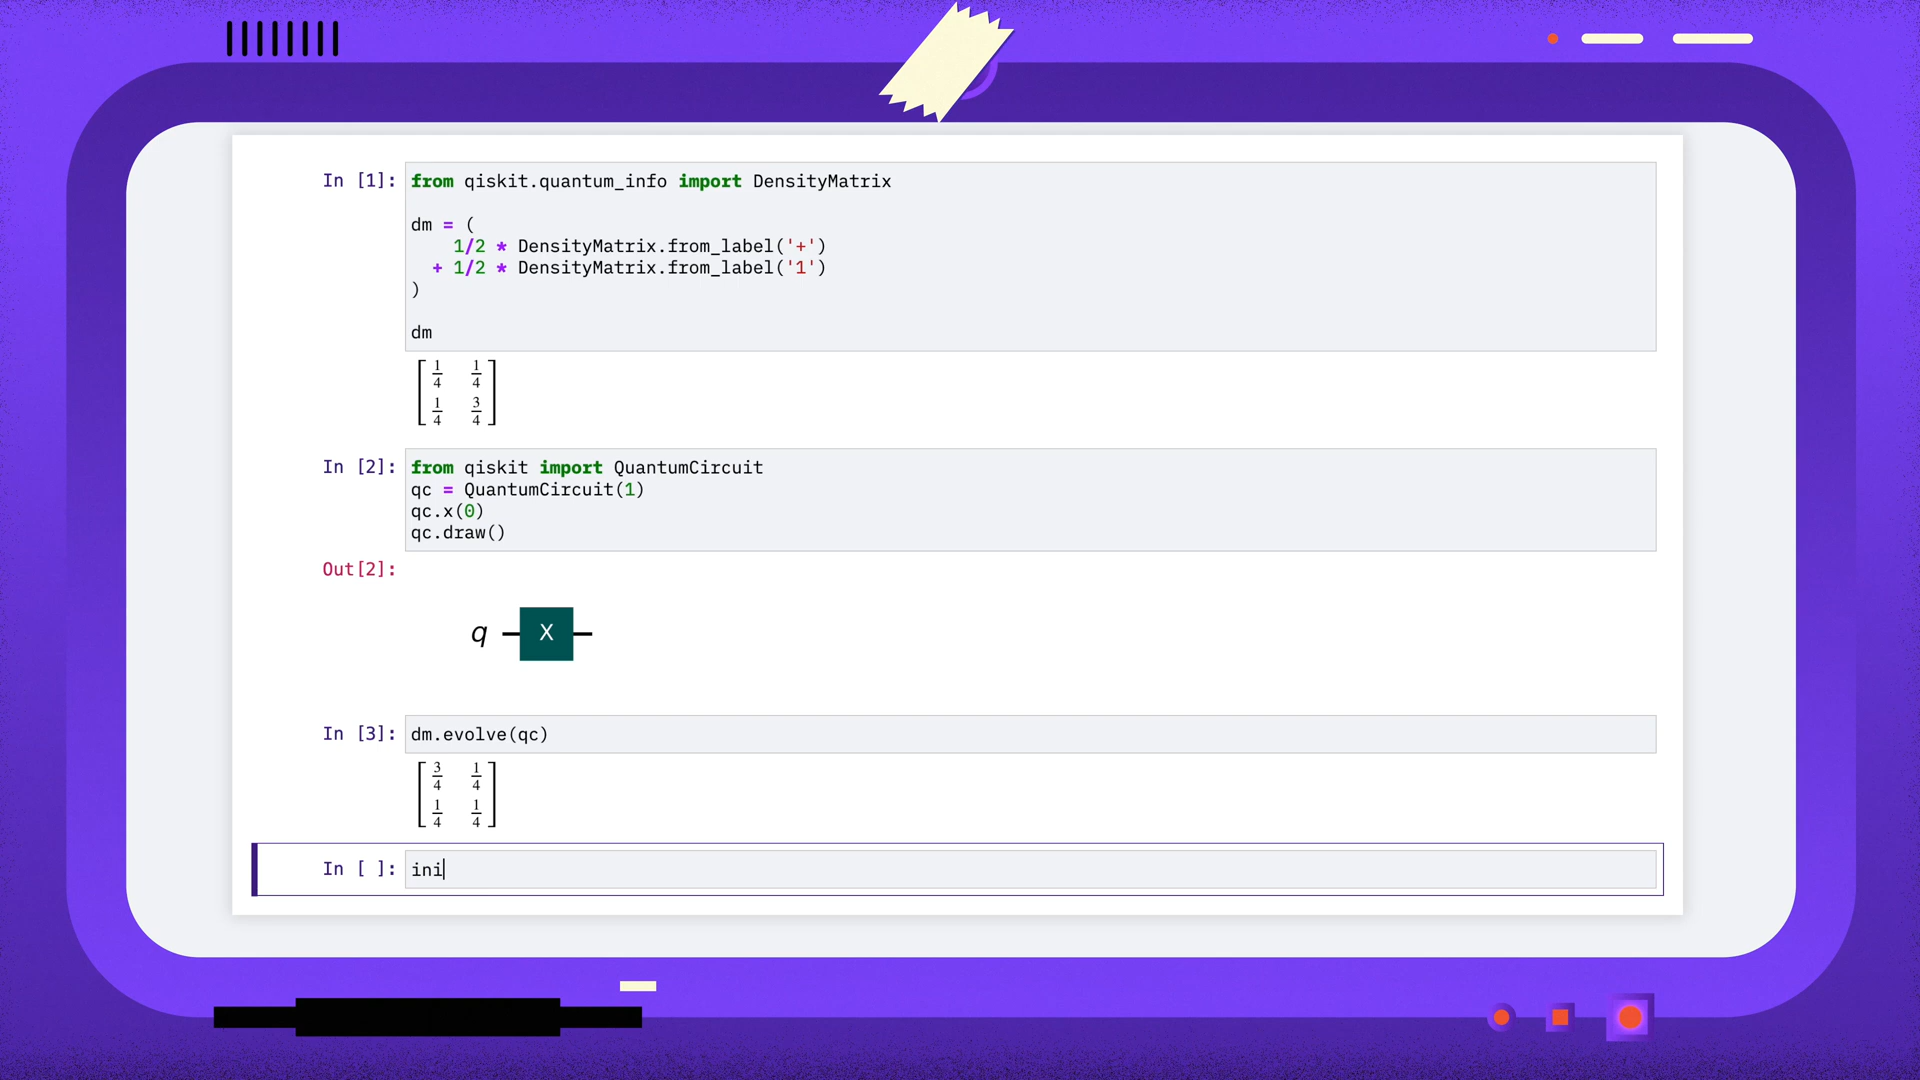 In [1]:
from qiskit.quantum_info import DensityMatrix
dm = (
1/2 * DensityMatrix.from_label('+')
+ 1/2 * DensityMatrix.from_label('1')
)
dm
1/4 1/4
1/4 3/4
In [2]:
from qiskit import QuantumCircuit
qc = QuantumCircuit(1)
qc.x(0)
qc.draw()
Out[2]:
q X
In [3]:
dm.evolve(qc)
3/4 1/4
1/4 1/4
In [ ]:
ini